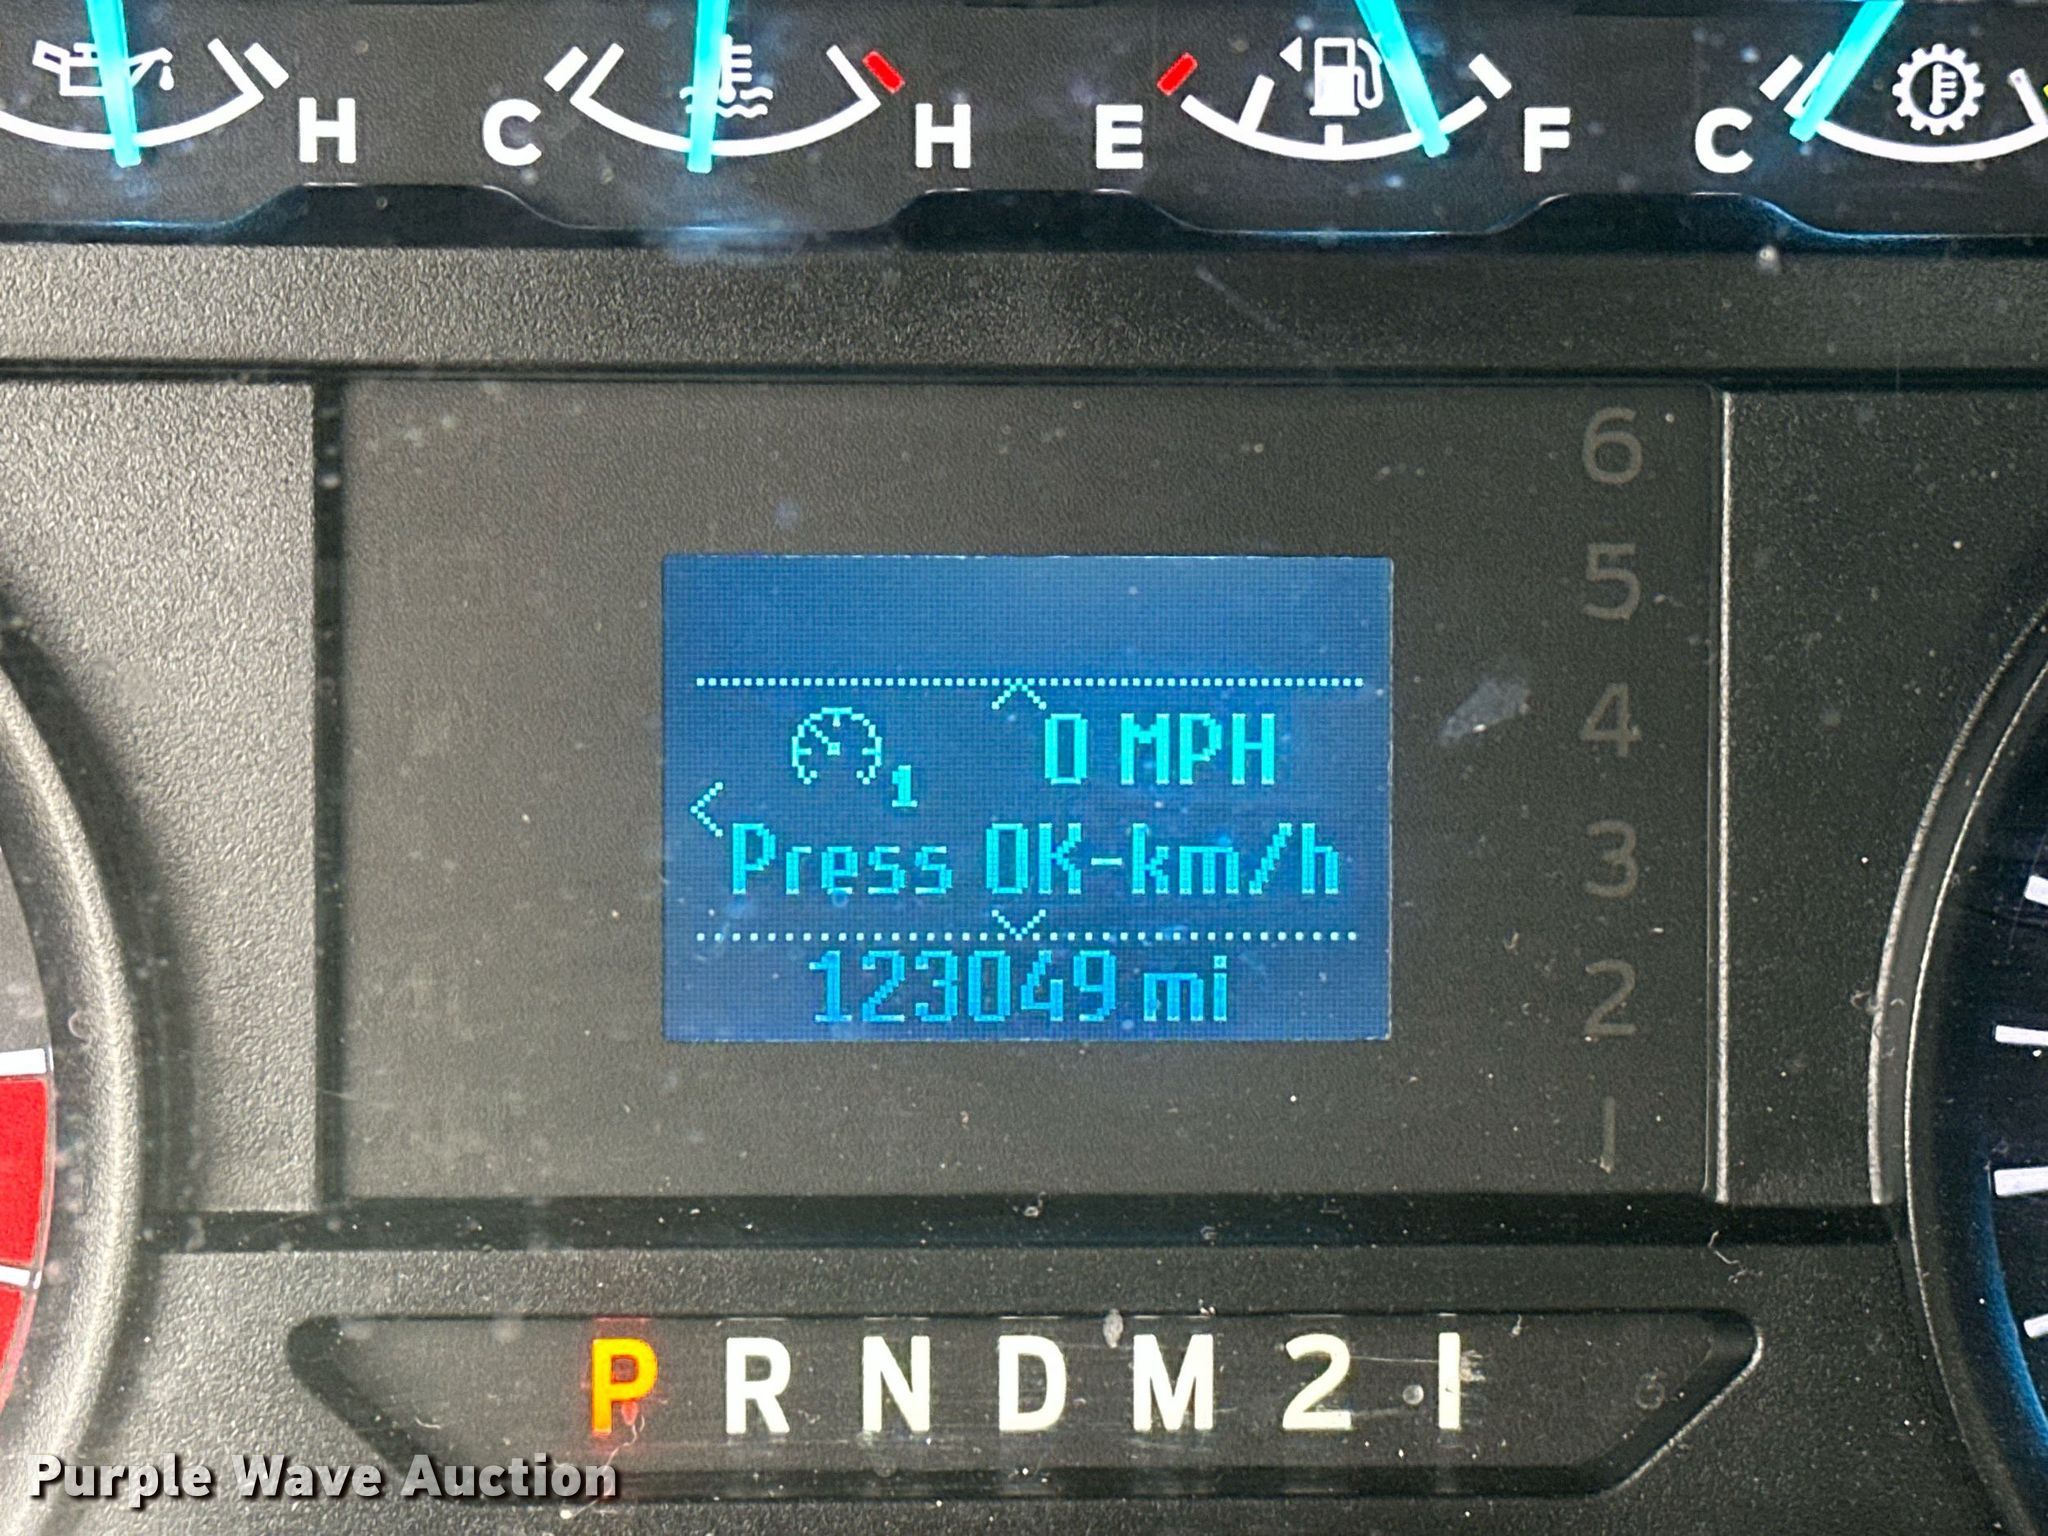 H C H E F C
6
5
4
3
2
1
1 0 MPH
Press OK-km/h
123049 mi
P R N D M 2 1
Purple Wave Auction